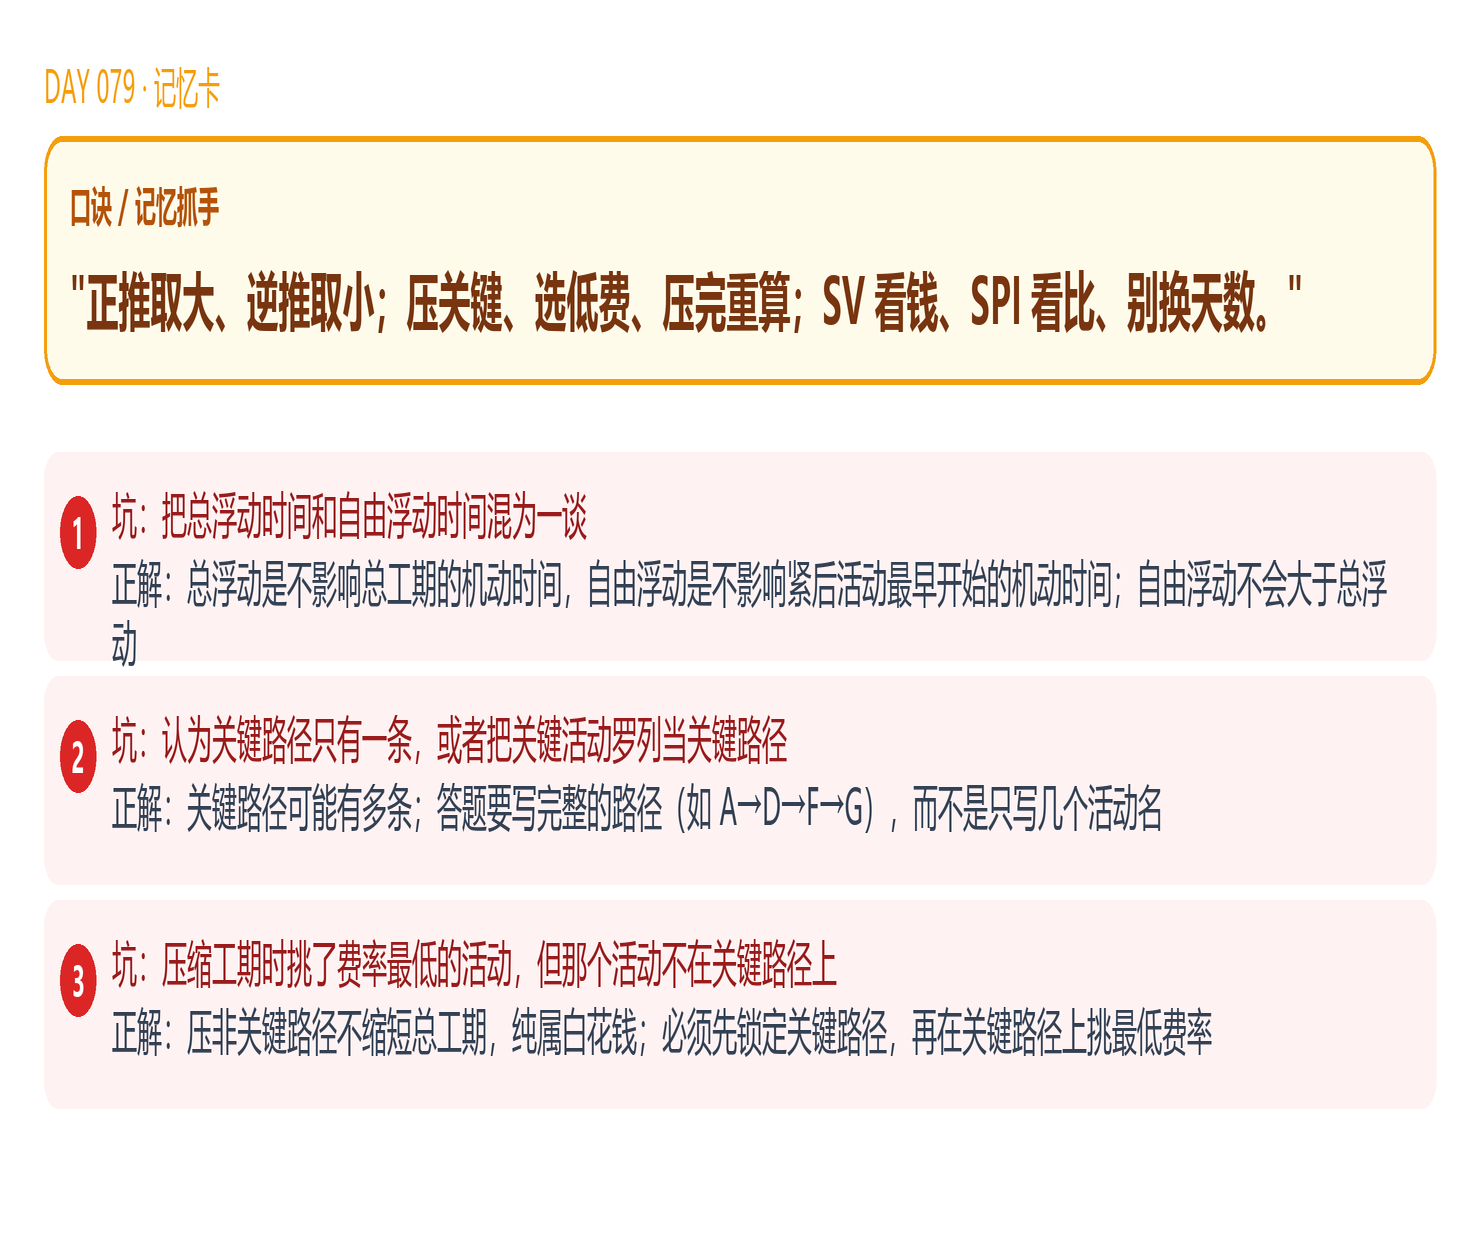 DAY 079 · 记忆卡
口诀 / 记忆抓手
"正推取大、逆推取小；压关键、选低费、压完重算；SV 看钱、SPI 看比、别换天数。"
1
坑：把总浮动时间和自由浮动时间混为一谈
正解：总浮动是不影响总工期的机动时间，自由浮动是不影响紧后活动最早开始的机动时间；自由浮动不会大于总浮
动
2
坑：认为关键路径只有一条，或者把关键活动罗列当关键路径
正解：关键路径可能有多条；答题要写完整的路径（如 A→D→F→G），而不是只写几个活动名
3
坑：压缩工期时挑了费率最低的活动，但那个活动不在关键路径上
正解：压非关键路径不缩短总工期，纯属白花钱；必须先锁定关键路径，再在关键路径上挑最低费率